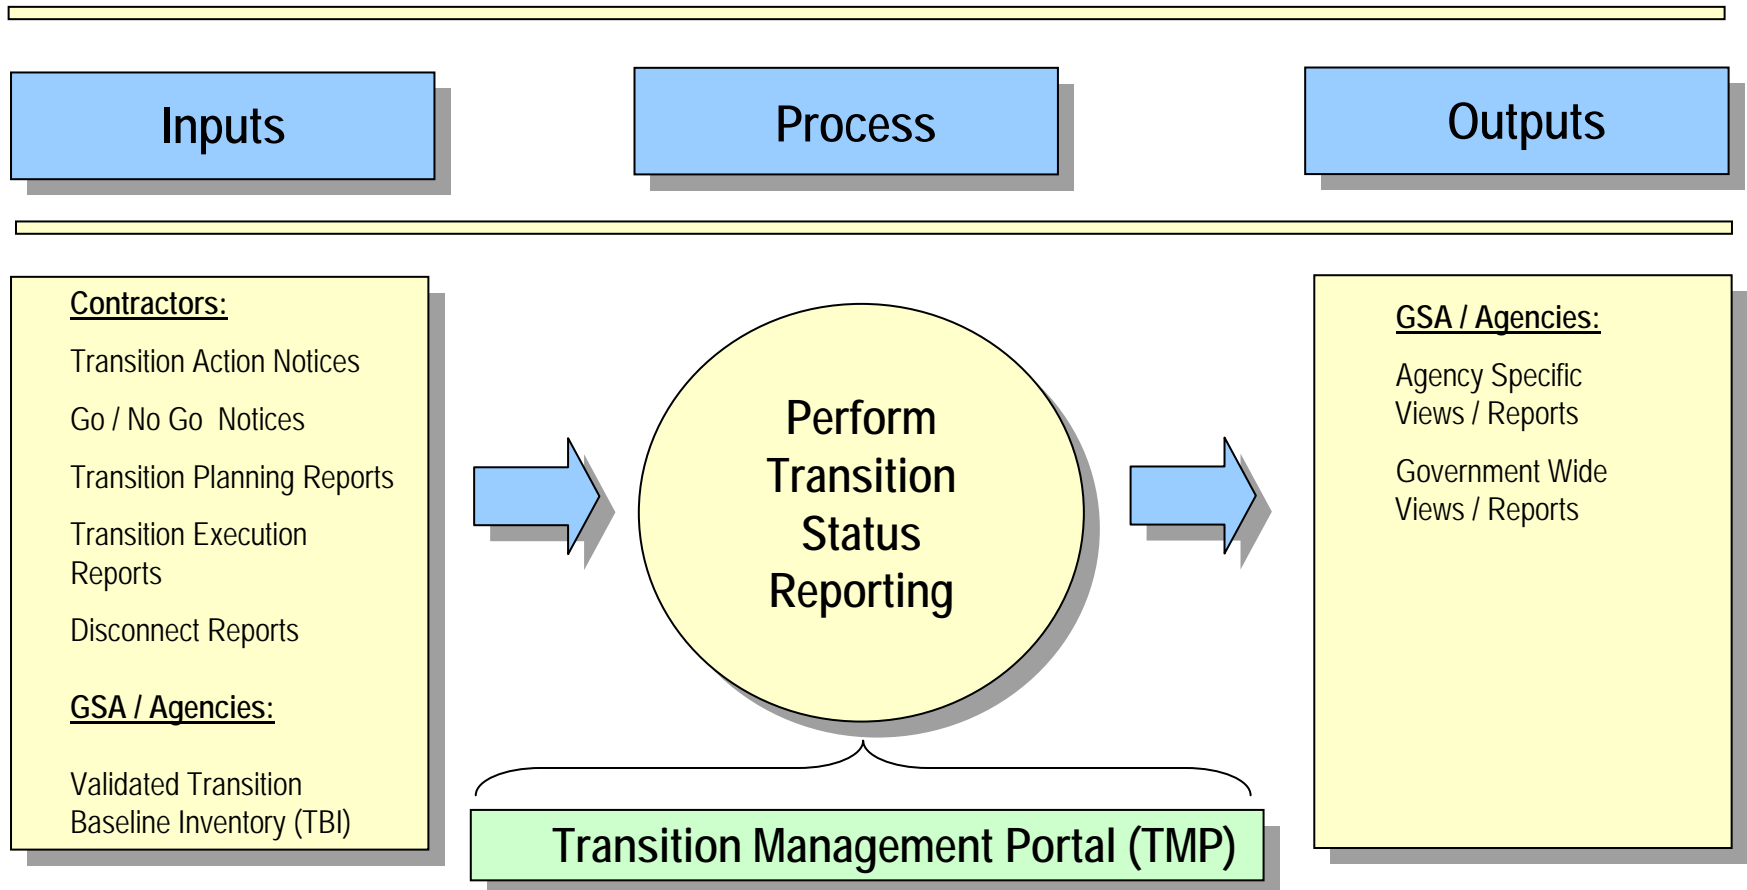 Inputs
Process
Outputs
Contractors:
Transition Action Notices
Go / No Go  Notices
Transition Planning Reports
Transition Execution
Reports
Disconnect Reports
GSA / Agencies:
Validated Transition
Baseline Inventory (TBI)
Perform
Transition
Status
Reporting
Transition Management Portal (TMP)
GSA / Agencies:
Agency Specific
Views / Reports
Government Wide
Views / Reports